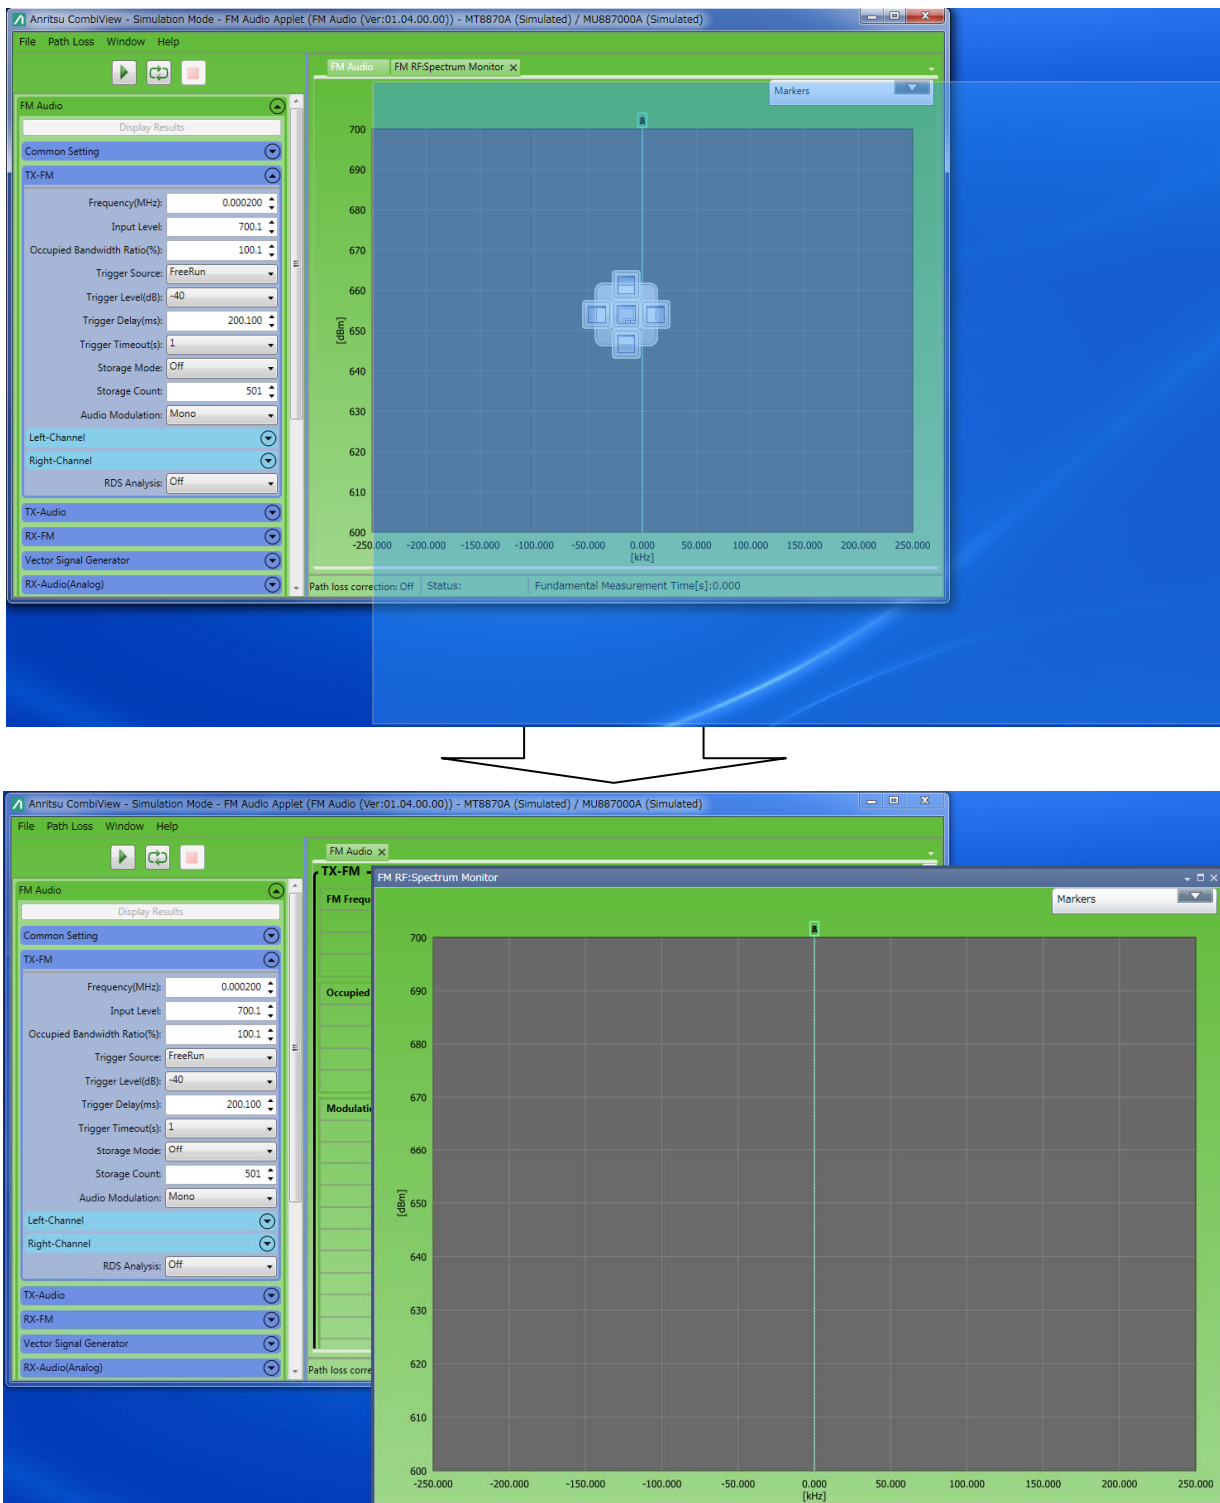 Anritsu CombiView - Simulation Mode - FM Audio Applet (FM Audio (Ver:01.04.00.00)) - MT8870A (Simulated) / MU887000A (Simulated)
File Path Loss Window Help
FM Audio FM RF:Spectrum Monitor
Markers
FM Audio
Display Results
Common Setting
TX-FM
Frequency(MHz): 0.000200
Input Level: 700.1
Occupied Bandwidth Ratio(%): 100.1
Trigger Source: FreeRun
Trigger Level(dB): -40
Trigger Delay(ms): 200.100
Trigger Timeout(s): 1
Storage Mode: Off
Storage Count: 501
Audio Modulation: Mono
Left-Channel
Right-Channel
RDS Analysis: Off
TX-Audio
RX-FM
Vector Signal Generator
RX-Audio(Analog)
700
690
680
670
660
650
640
630
620
610
600
[dBm]
-250.000 -200.000 -150.000 -100.000 -50.000 0.000 50.000 100.000 150.000 200.000 250.000
[kHz]
Path loss correction: Off Status: Fundamental Measurement Time[s]:0.000
Anritsu CombiView - Simulation Mode - FM Audio Applet (FM Audio (Ver:01.04.00.00)) - MT8870A (Simulated) / MU887000A (Simulated)
File Path Loss Window Help
FM Audio
FM Audio
Display Results
Common Setting
TX-FM
Frequency(MHz): 0.000200
Input Level: 700.1
Occupied Bandwidth Ratio(%): 100.1
Trigger Source: FreeRun
Trigger Level(dB): -40
Trigger Delay(ms): 200.100
Trigger Timeout(s): 1
Storage Mode: Off
Storage Count: 501
Audio Modulation: Mono
Left-Channel
Right-Channel
RDS Analysis: Off
TX-Audio
RX-FM
Vector Signal Generator
RX-Audio(Analog)
TX-FM
FM Frequ
Occupied
Modulatio
Path loss corre
FM RF:Spectrum Monitor
Markers
700
690
680
670
660
650
640
630
620
610
600
[dBm]
-250.000 -200.000 -150.000 -100.000 -50.000 0.000 50.000 100.000 150.000 200.000 250.000
[kHz]